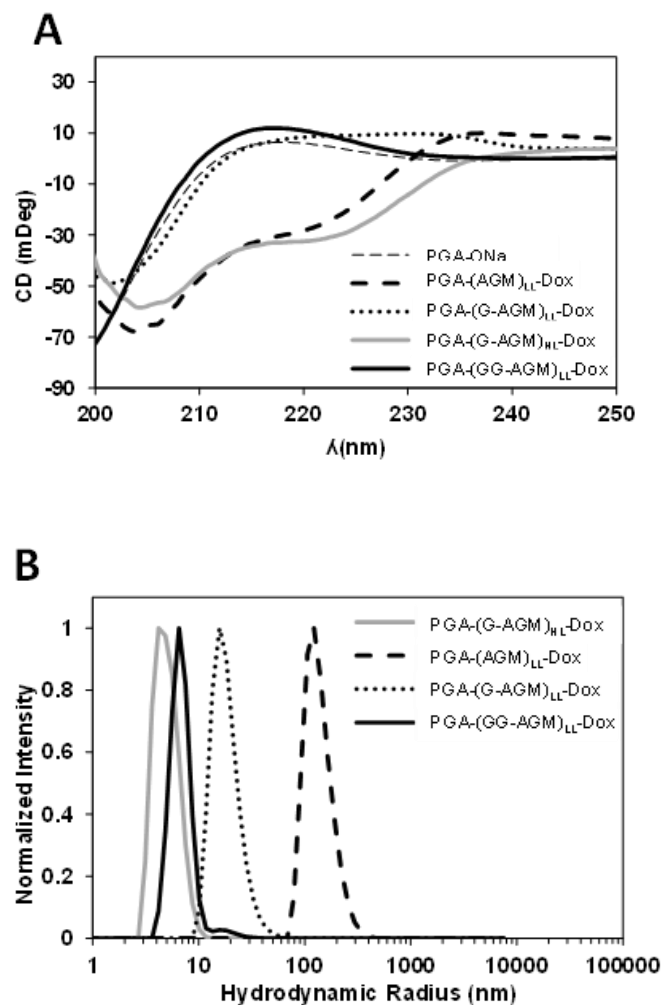 A
30
10
-10
-30
-50
-70
-90
CD (mDeg)
PGA-ONa
PGA-(AGM)LL-Dox
PGA-(G-AGM)LL-Dox
PGA-(G-AGM)HL-Dox
PGA-(GG-AGM)LL-Dox
200 210 220 230 240 250
λ(nm)
B
1
0.8
0.6
0.4
0.2
0
Normalized Intensity
PGA-(G-AGM)HL-Dox
PGA-(AGM)LL-Dox
PGA-(G-AGM)LL-Dox
PGA-(GG-AGM)LL-Dox
1 10 100 1000 10000 100000
Hydrodynamic Radius (nm)